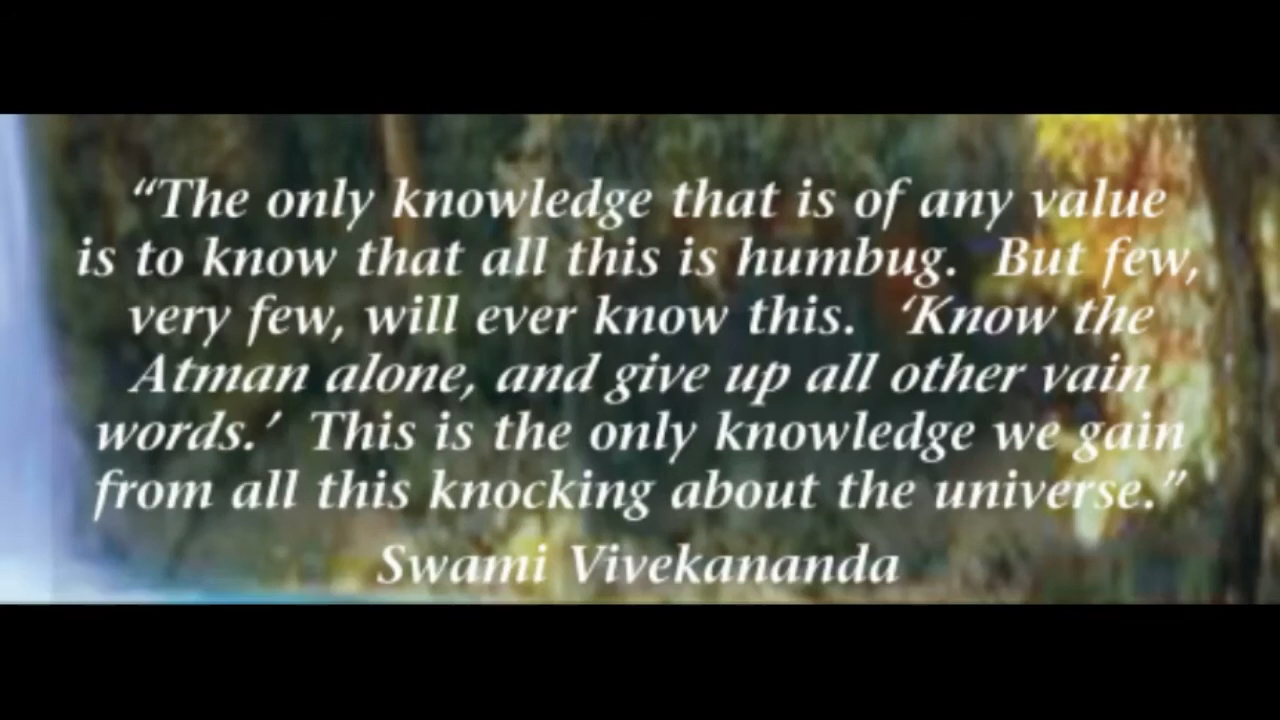 “The only knowledge that is of any value
is to know that all this is humbug.  But few,
very few, will ever know this.  ‘Know the
Atman alone, and give up all other vain
words.’  This is the only knowledge we gain
from all this knocking about the universe.”
Swami Vivekananda